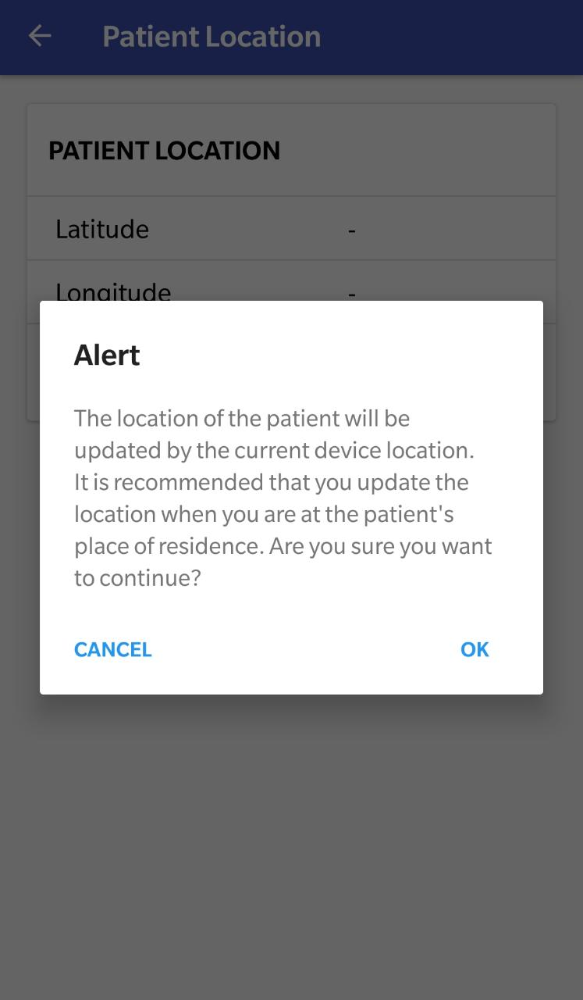 Patient Location
PATIENT LOCATION
Latitude -
Longitude -
Alert
The location of the patient will be
updated by the current device location.
It is recommended that you update the
location when you are at the patient's
place of residence. Are you sure you want
to continue?
CANCEL OK